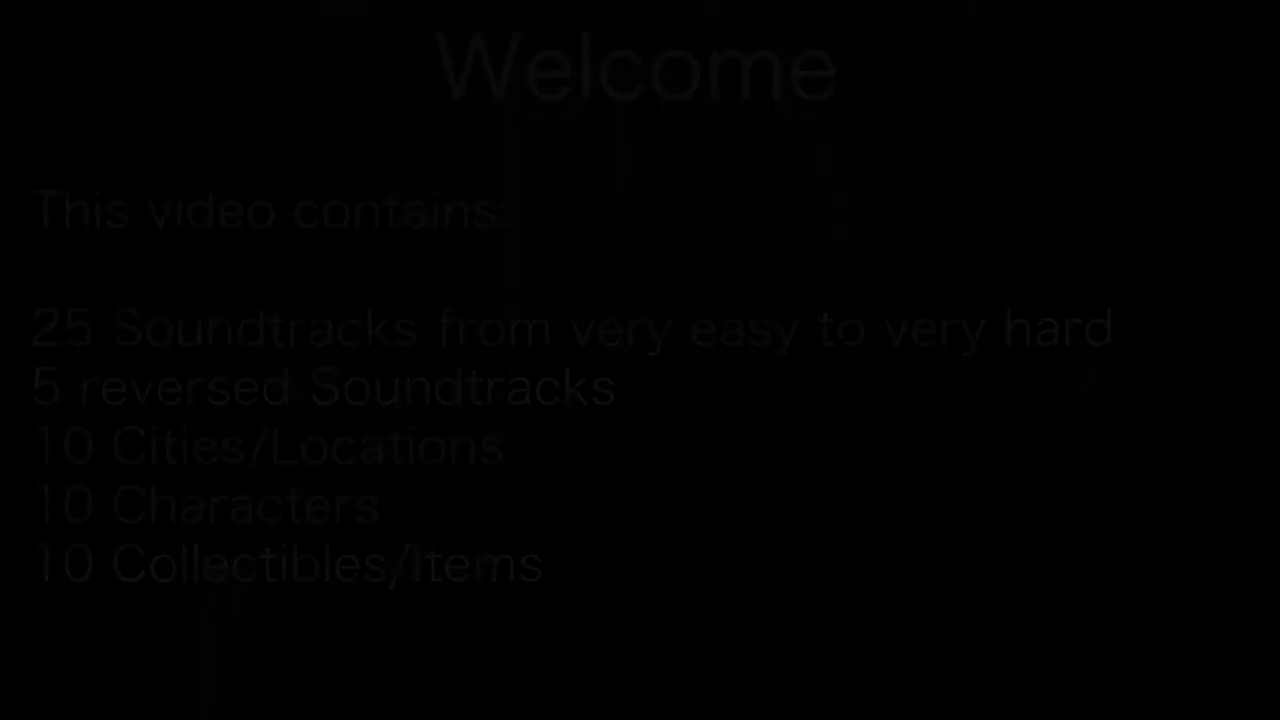 Welcome
This video contains:
25 Soundtracks from very easy to very hard
5 reversed Soundtracks
10 Cities/Locations
10 Characters
10 Collectibles/Items